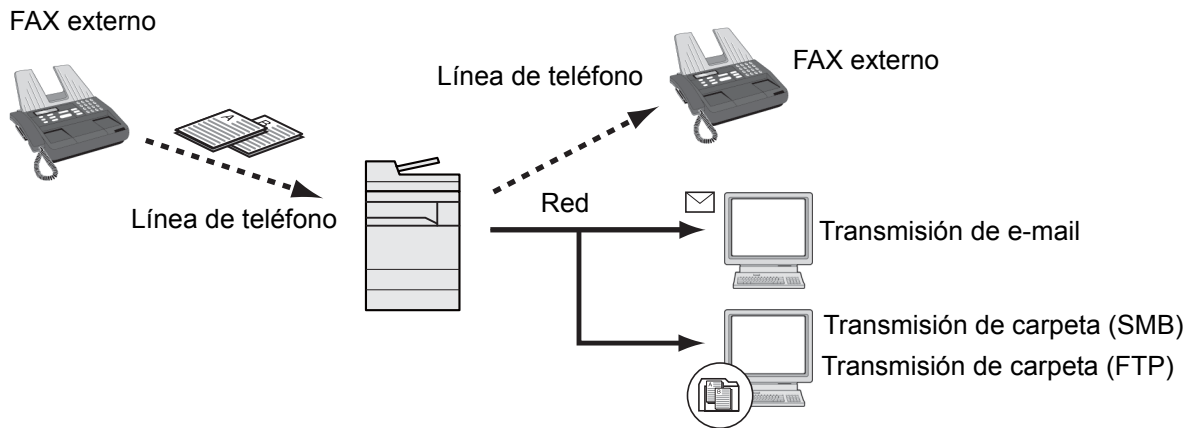 FAX externo
Línea de teléfono
Línea de teléfono
FAX externo
Red
Transmisión de e-mail
Transmisión de carpeta (SMB)
Transmisión de carpeta (FTP)
A
B